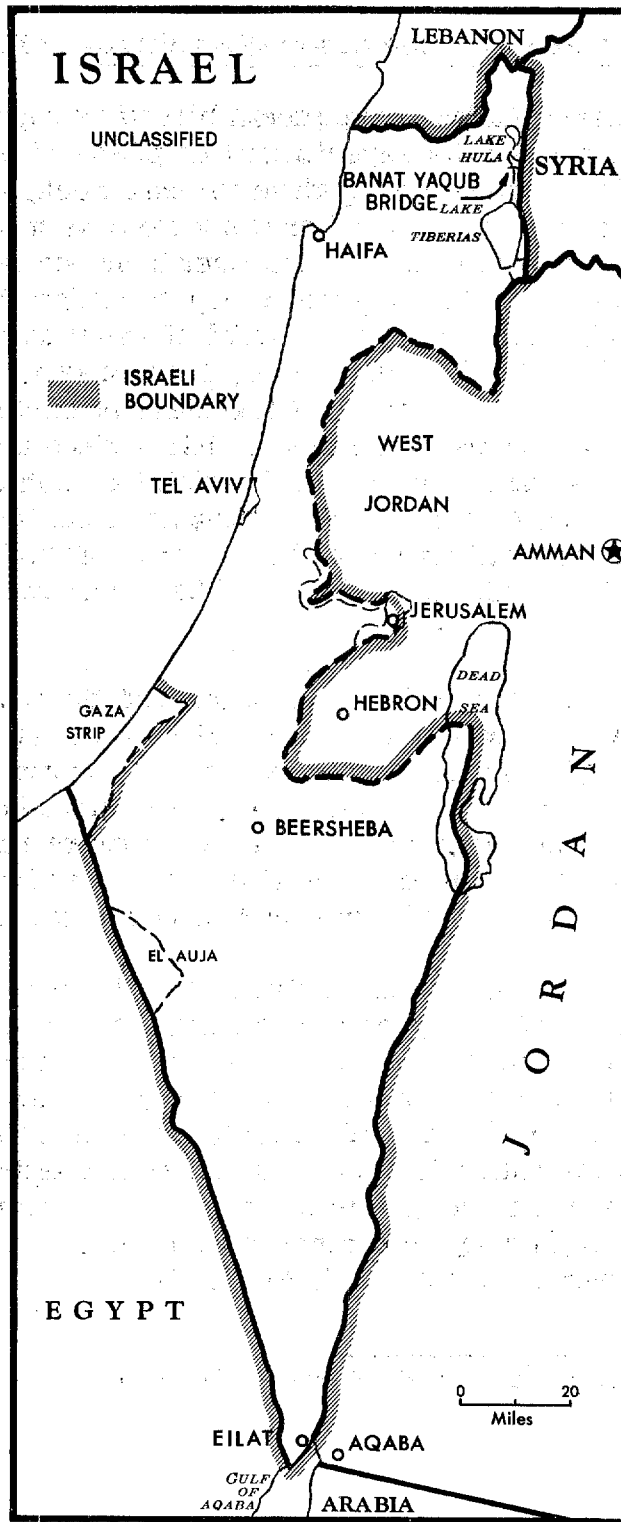 LEBANON
ISRAEL
UNCLASSIFIED
LAKE
HULA
SYRIA
BANAT YAQUB
BRIDGE
LAKE
TIBERIAS
HAIFA
ISRAELI
BOUNDARY
WEST
JORDAN
TEL AVIV
AMMAN
JERUSALEM
DEAD
SEA
GAZA
STRIP
HEBRON
BEERSHEBA
JORDAN
EL AUJA
EGYPT
0 20
Miles
EILAT
AQABA
GULF
OF
AQABA
ARABIA